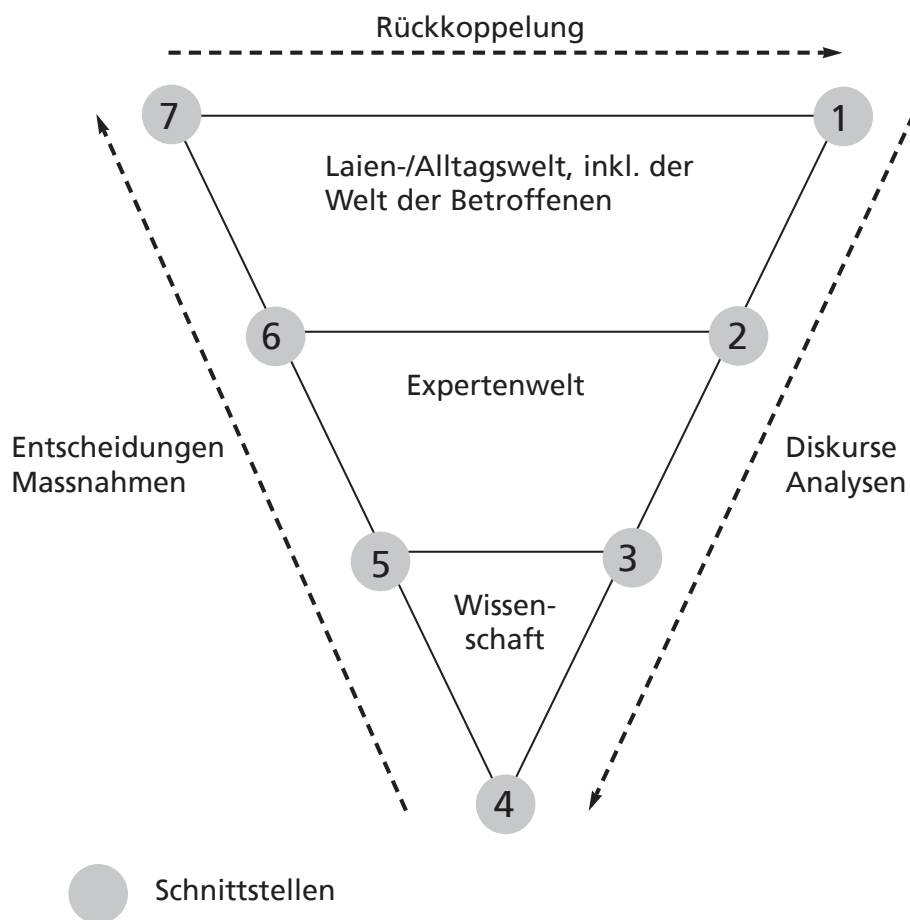 Rückkoppelung
7
1
Laien-/Alltagswelt, inkl. der
Welt der Betroffenen
6
2
Expertenwelt
Entscheidungen
Massnahmen
Diskurse
Analysen
5
3
Wissen-
schaft
4
Schnittstellen